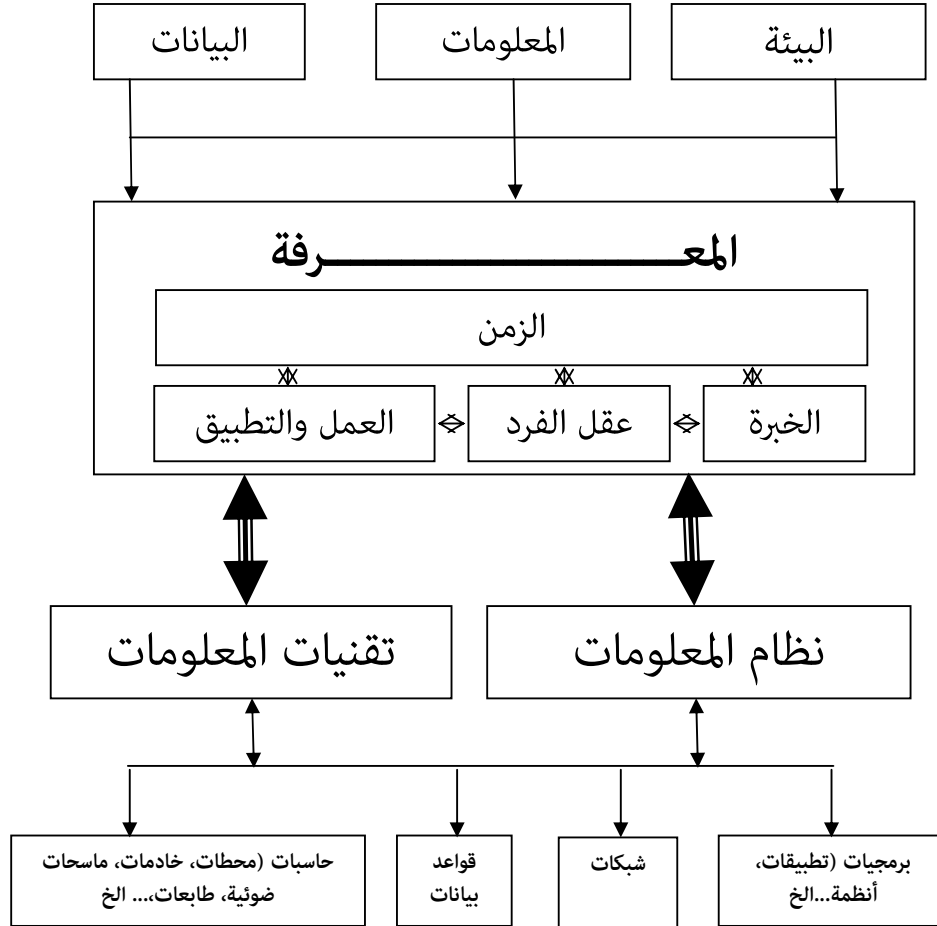 البيئة
المعلومات
البيانات
المعــــــــــــــــرفة
الزمن
الخبرة
عقل الفرد
العمل والتطبيق
نظام المعلومات
تقنيات المعلومات
برمجيات (تطبيقات،
أنظمة...الخ
شبكات
قواعد
بيانات
حاسبات (محطات، خادمات، ماسحات
ضوئية، طابعات،... الخ